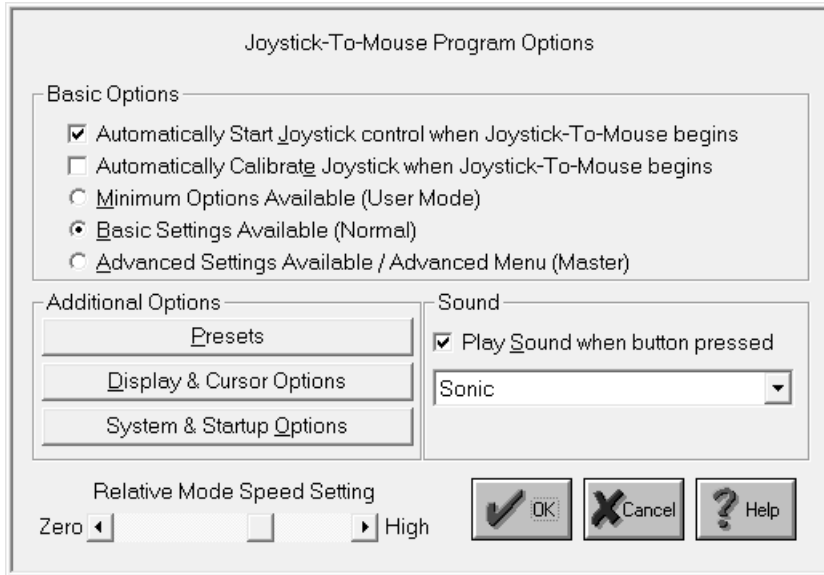 Joystick-To-Mouse Program Options
Basic Options
Automatically Start Joystick control when Joystick-To-Mouse begins
Automatically Calibrate Joystick when Joystick-To-Mouse begins
Minimum Options Available (User Mode)
Basic Settings Available (Normal)
Advanced Settings Available / Advanced Menu (Master)
Additional Options
Presets
Display & Cursor Options
System & Startup Options
Sound
Play Sound when button pressed
Sonic
Relative Mode Speed Setting
Zero High
OK Cancel Help